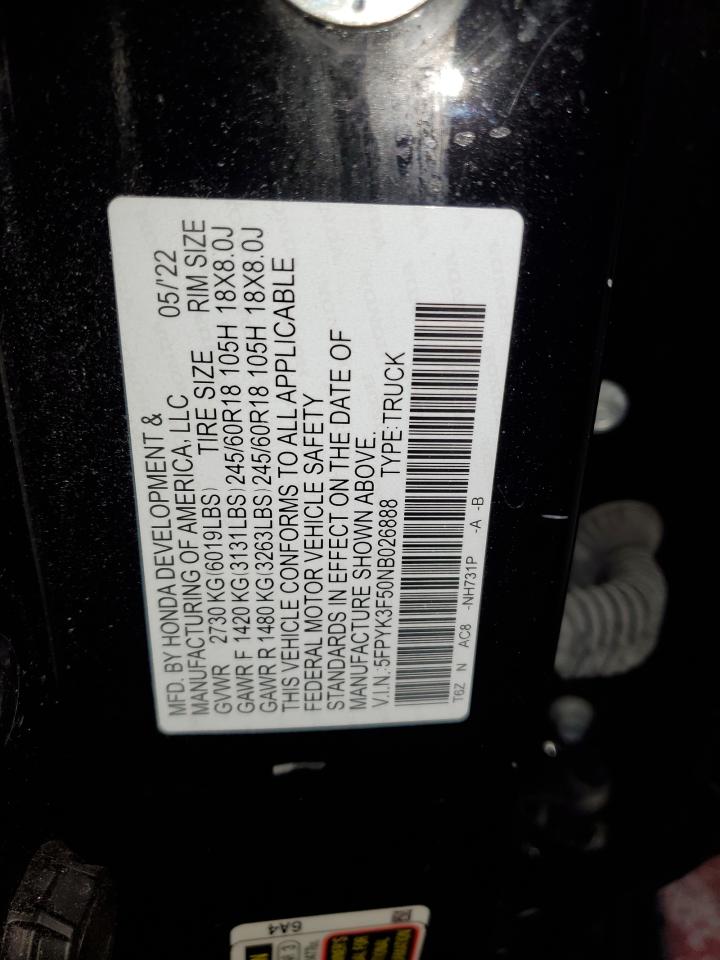 MFD. BY HONDA DEVELOPMENT &
MANUFACTURING OF AMERICA, LLC 05/'22
GVWR 2730 KG(6019LBS) TIRE SIZE RIM SIZE
GAWR F 1420 KG(3131LBS) 245/60R18 105H 18X8.0J
GAWR R 1480 KG(3263LBS) 245/60R18 105H 18X8.0J
THIS VEHICLE CONFORMS TO ALL APPLICABLE
FEDERAL MOTOR VEHICLE SAFETY
STANDARDS IN EFFECT ON THE DATE OF
MANUFACTURE SHOWN ABOVE.
V.I.N.:5FPYK3F50NB026888 TYPE:TRUCK
T6Z N AC8 -NH731P -A -B
6A4